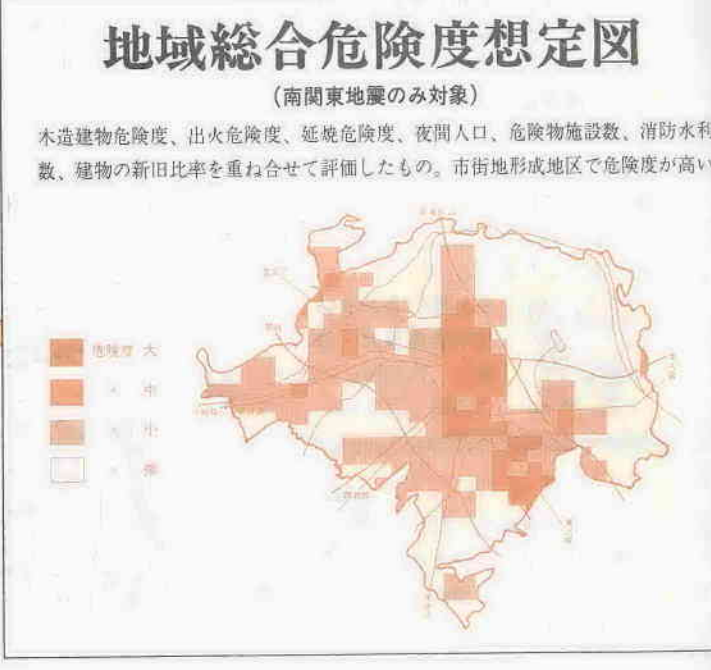 地域総合危険度想定図
(南関東地震のみ対象)
木造建物危険度、出火危険度、延焼危険度、夜間人口、危険物施設数、消防水利
数、建物の新旧比率を重ね合せて評価したもの。市街地形成地区で危険度が高い
危険度 大
〃 中
〃 小
〃 微